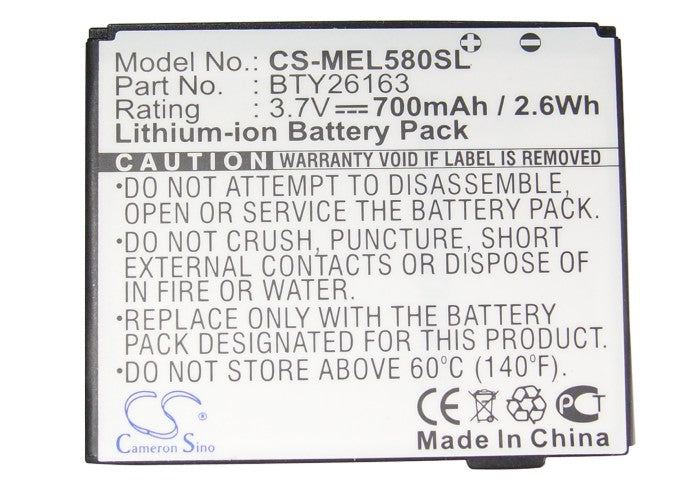 Model No.: CS-MEL580SL
Part No.: BTY26163
Rating : 3.7V 700mAh / 2.6Wh
Lithium-ion Battery Pack
CAUTION WARRANTY VOID IF LABEL IS REMOVED
•DO NOT ATTEMPT TO DISASSEMBLE,
OPEN OR SERVICE THE BATTERY PACK.
•DO NOT CRUSH, PUNCTURE, SHORT
EXTERNAL CONTACTS OR DISPOSE OF
IN FIRE OR WATER.
•REPLACE ONLY WITH THE BATTERY
PACK DESIGNATED FOR THIS PRODUCT.
•DO NOT STORE ABOVE 60°C (140°F).
CS
Cameron Sino
CE PCT
Made In China